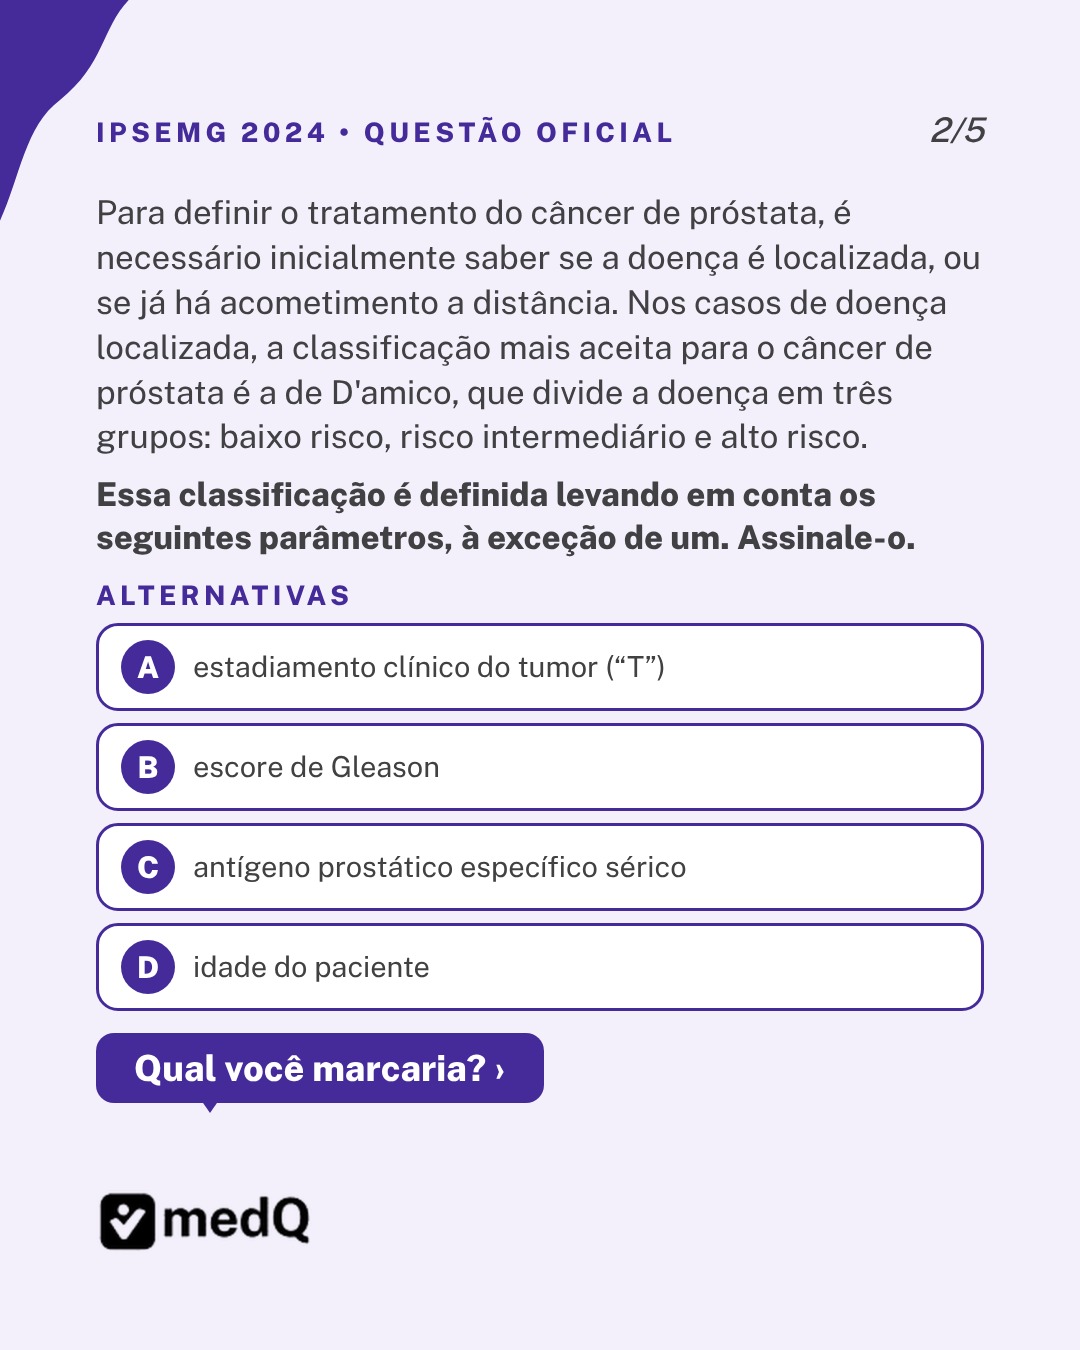 IPSEMG 2024 • QUESTÃO OFICIAL
2/5
Para definir o tratamento do câncer de próstata, é
necessário inicialmente saber se a doença é localizada, ou
se já há acometimento a distância. Nos casos de doença
localizada, a classificação mais aceita para o câncer de
próstata é a de D'amico, que divide a doença em três
grupos: baixo risco, risco intermediário e alto risco.
Essa classificação é definida levando em conta os
seguintes parâmetros, à exceção de um. Assinale-o.
ALTERNATIVAS
A estadiamento clínico do tumor (“T”)
B escore de Gleason
C antígeno prostático específico sérico
D idade do paciente
Qual você marcaria? ›
medQ